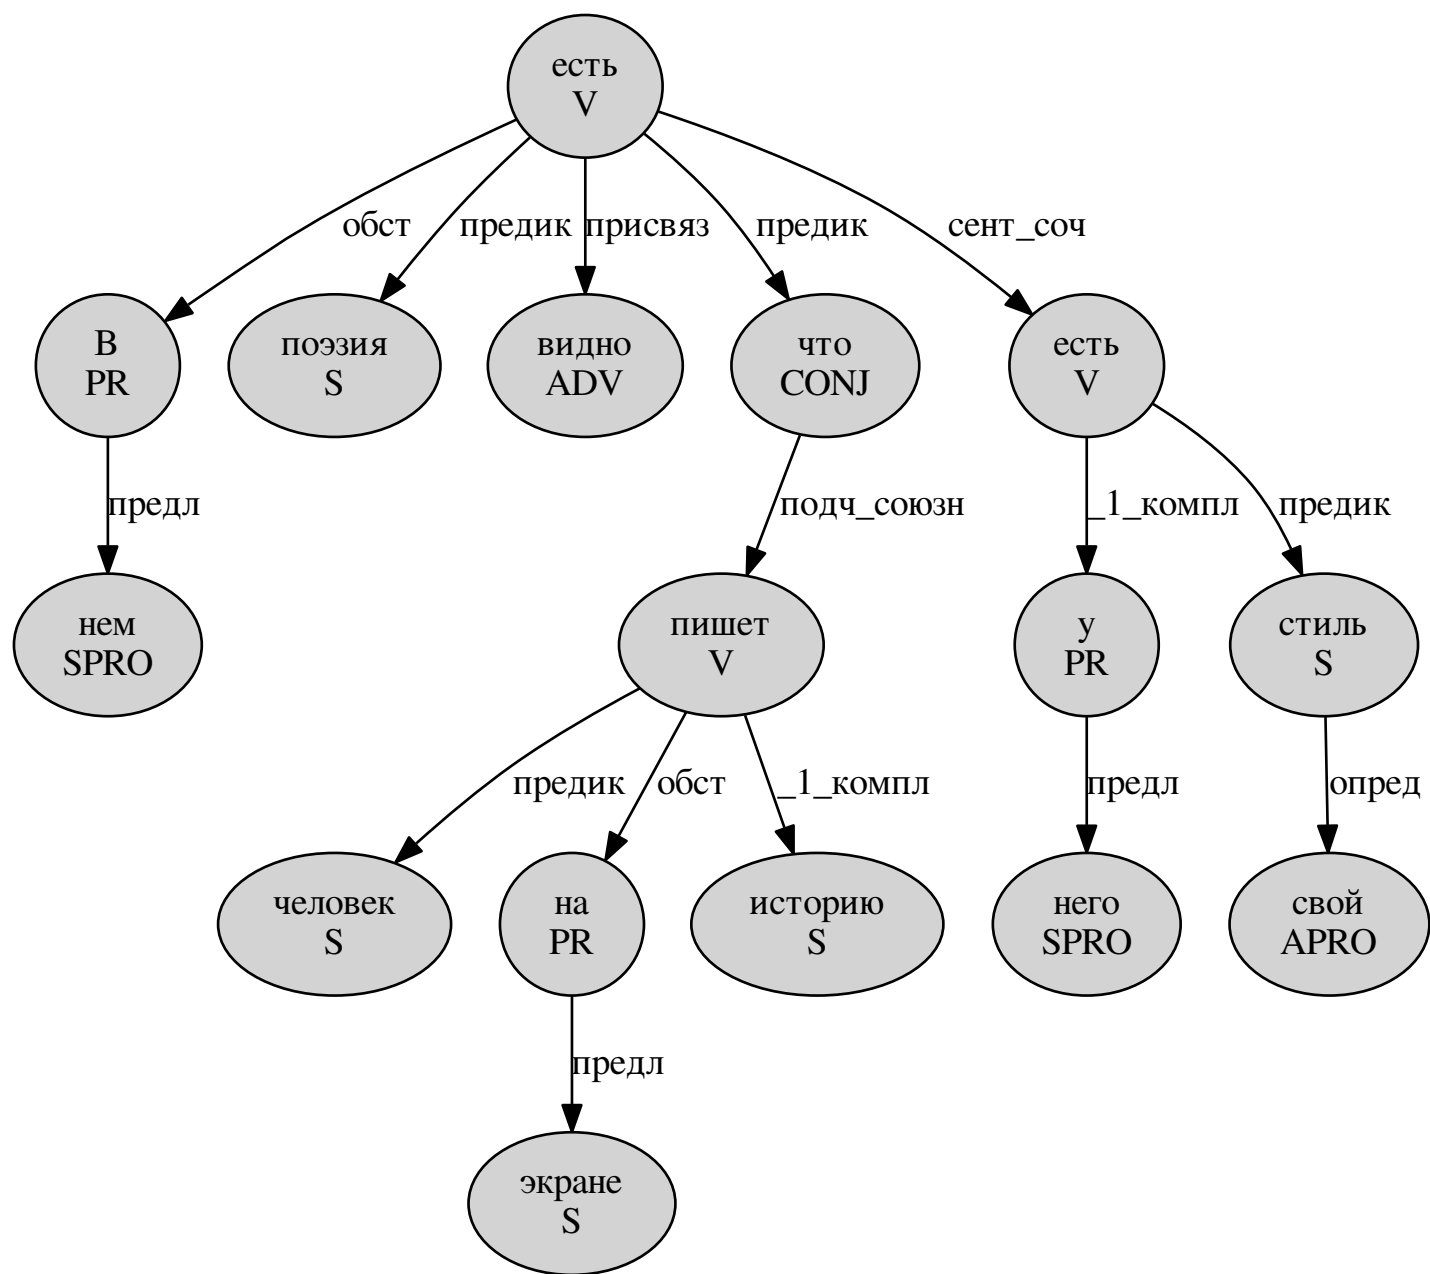 есть
V
обст
предик
присвяз
предик
сент_соч
В
PR
поэзия
S
видно
ADV
что
CONJ
есть
V
предл
подч_союзн
_1_компл
предик
нем
SPRO
пишет
V
у
PR
стиль
S
предик
обст
_1_компл
предл
опред
человек
S
на
PR
историю
S
него
SPRO
свой
APRO
предл
экране
S